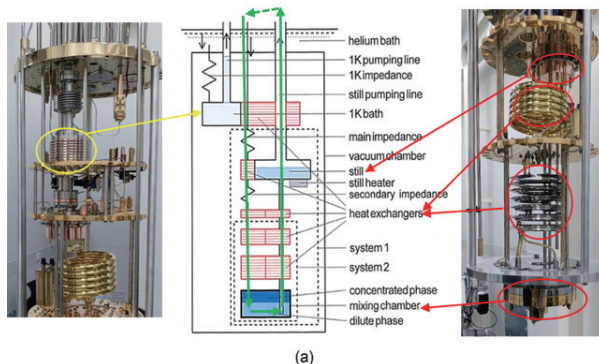 helium bath
1K pumping line
1K impedance
still pumping line
1K bath
main impedance
vacuum chamber
still
still heater
secondary impedance
heat exchangers
system 1
system 2
concentrated phase
mixing chamber
dilute phase
(a)